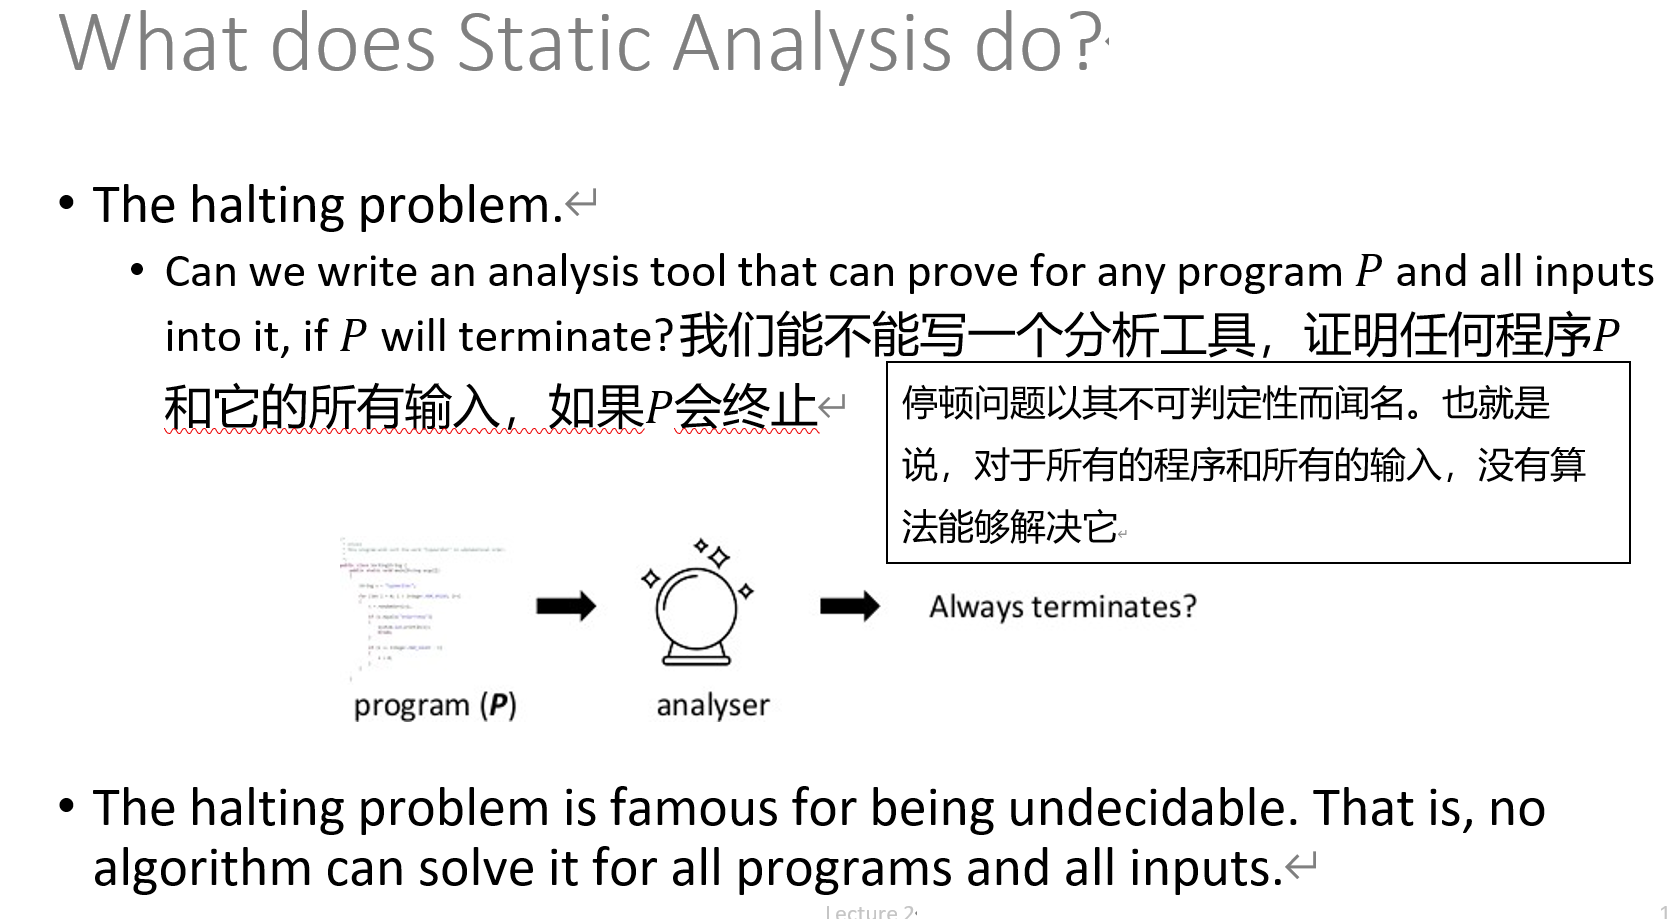 What does Static Analysis do?
• The halting problem.
• Can we write an analysis tool that can prove for any program P and all inputs
into it, if P will terminate?我们能不能写一个分析工具，证明任何程序P
和它的所有输入，如果P会终止
停顿问题以其不可判定性而闻名。也就是
说，对于所有的程序和所有的输入，没有算
法能够解决它
Always terminates?
program (P)
analyser
• The halting problem is famous for being undecidable. That is, no
algorithm can solve it for all programs and all inputs.
Lecture 2
1